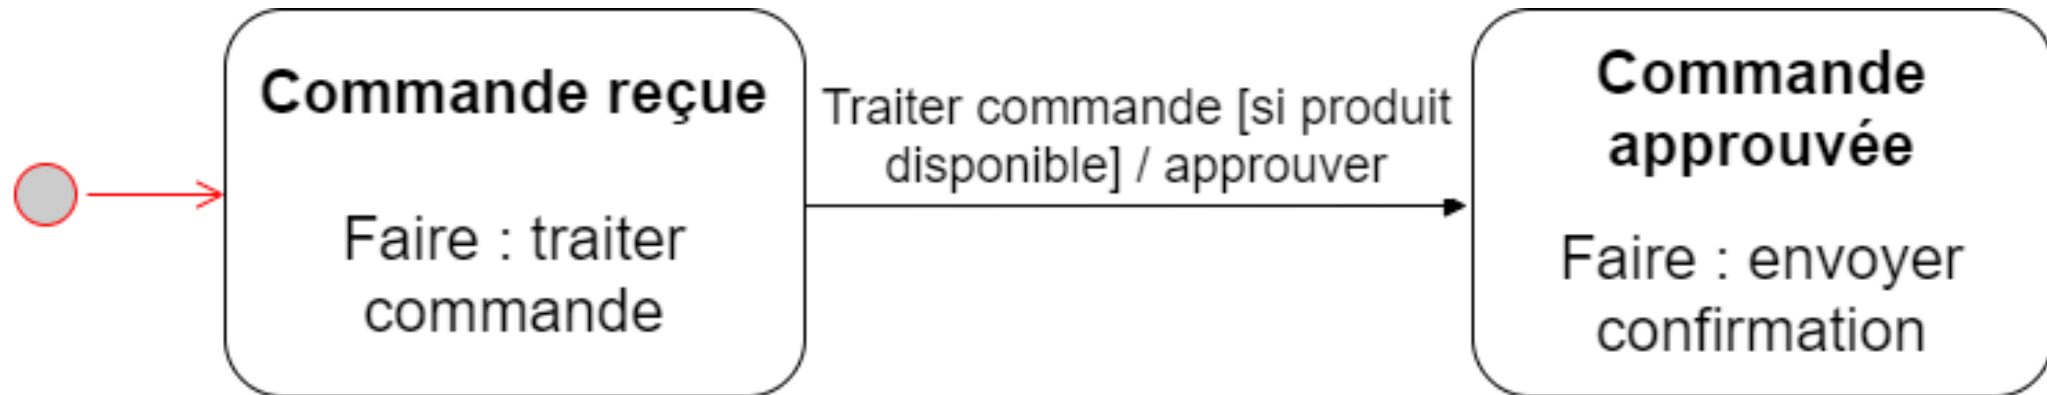 Commande reçue
Faire : traiter
commande
Traiter commande [si produit
disponible] / approuver
Commande
approuvée
Faire : envoyer
confirmation